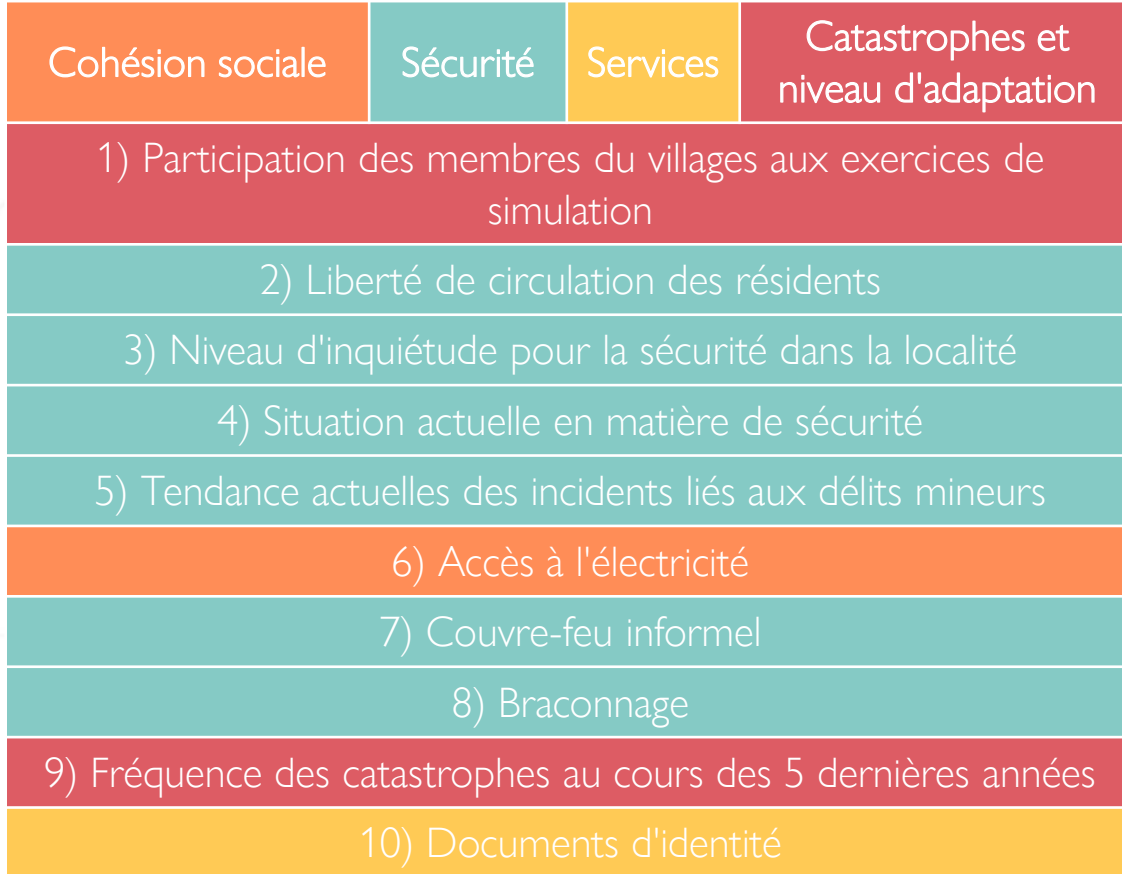 Cohésion sociale
Sécurité
Services
Catastrophes et
niveau d'adaptation
1) Participation des membres du villages aux exercices de
simulation
2) Liberté de circulation des résidents
3) Niveau d'inquiétude pour la sécurité dans la localité
4) Situation actuelle en matière de sécurité
5) Tendance actuelles des incidents liés aux délits mineurs
6) Accès à l'électricité
7) Couvre-feu informel
8) Braconnage
9) Fréquence des catastrophes au cours des 5 dernières années
10) Documents d'identité